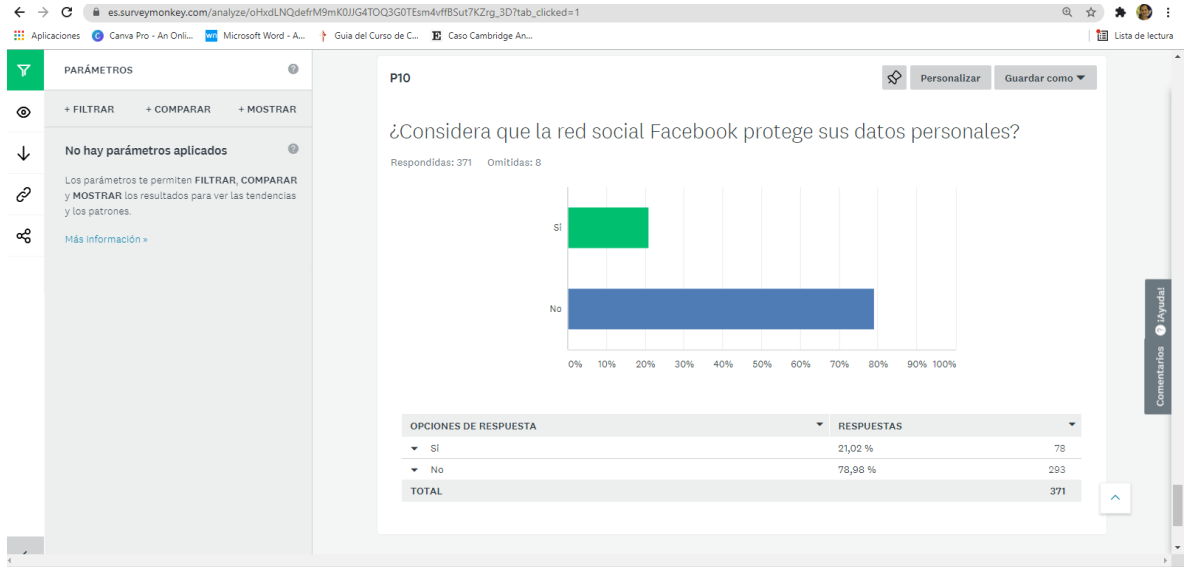 es.surveymonkey.com/analyze/oHxdLNQdefrM9mK0JJG4TOQ3G0TEsm4vffBSut7KZrg_3D?tab_clicked=1
Aplicaciones Canva Pro - An Onli... Microsoft Word - A... Guia del Curso de C... Caso Cambridge An... Lista de lectura
PARÁMETROS
+ FILTRAR + COMPARAR + MOSTRAR
No hay parámetros aplicados
Los parámetros te permiten FILTRAR, COMPARAR
y MOSTRAR los resultados para ver las tendencias
y los patrones.
Más información »
P10
Personalizar Guardar como
¿Considera que la red social Facebook protege sus datos personales?
Respondidas: 371 Omitidas: 8
Sí
No
0% 10% 20% 30% 40% 50% 60% 70% 80% 90% 100%
OPCIONES DE RESPUESTA RESPUESTAS
Sí 21,02 % 78
No 78,98 % 293
TOTAL 371
¡Ayuda!
Comentarios